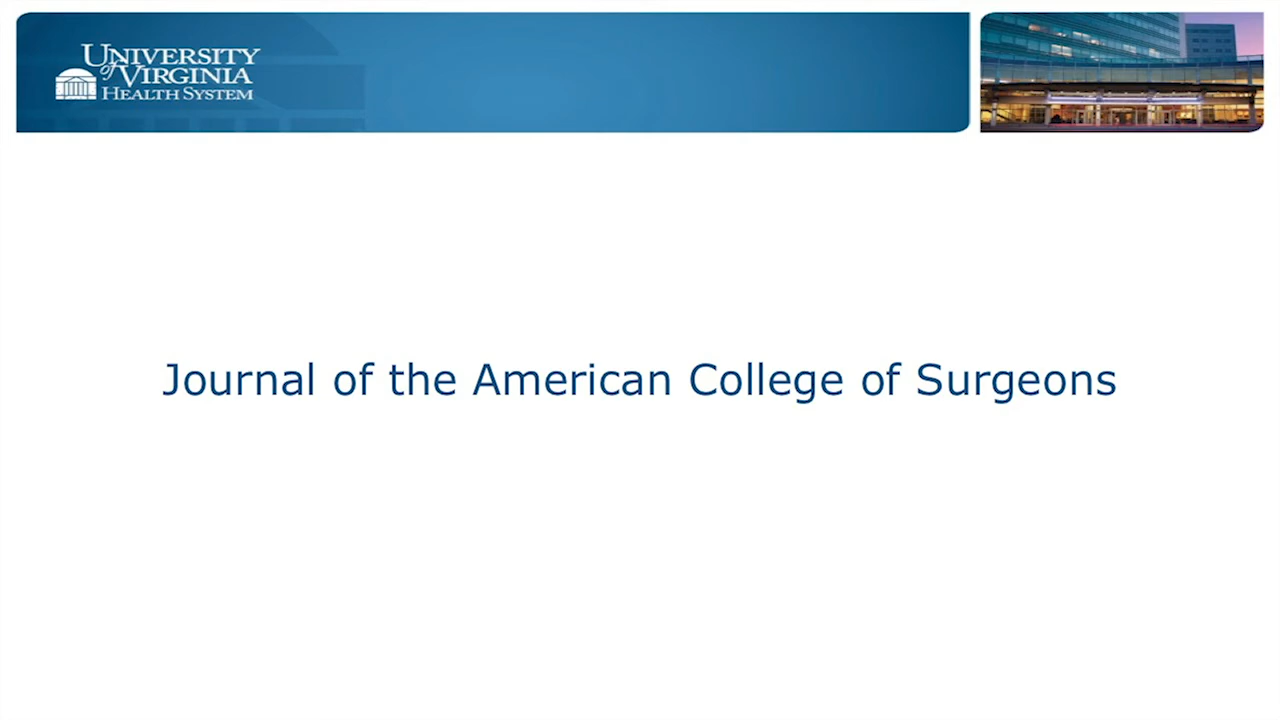 UNIVERSITY
of VIRGINIA
HEALTH SYSTEM
Journal of the American College of Surgeons